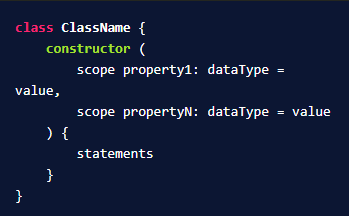 class ClassName {
constructor (
scope property1: dataType =
value,
scope propertyN: dataType = value
) {
statements
}
}